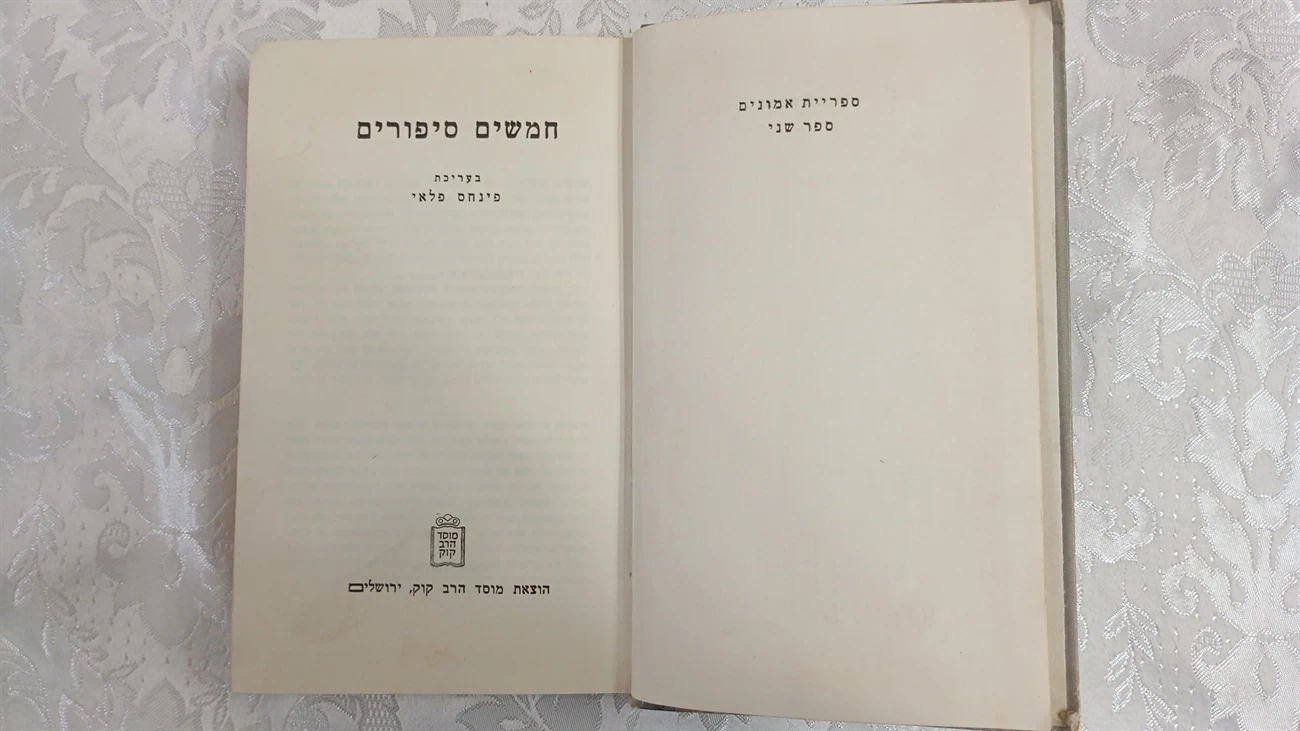 ספריית אמונים
ספר שני
חמשים סיפורים
בעריכת
פינחס פלאי
מוסד
הרב
קוק
הוצאת מוסד הרב קוק, ירושלים